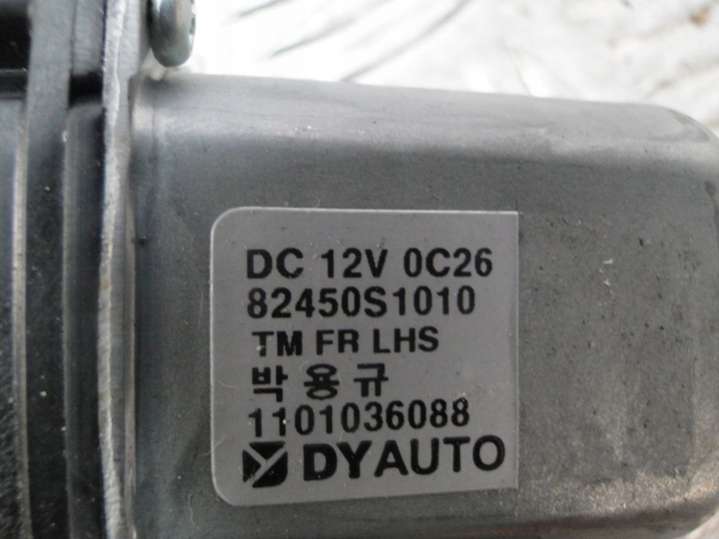 DC 12V 0C26
82450S1010
TM FR LHS
박용규
1101036088
DYAUTO